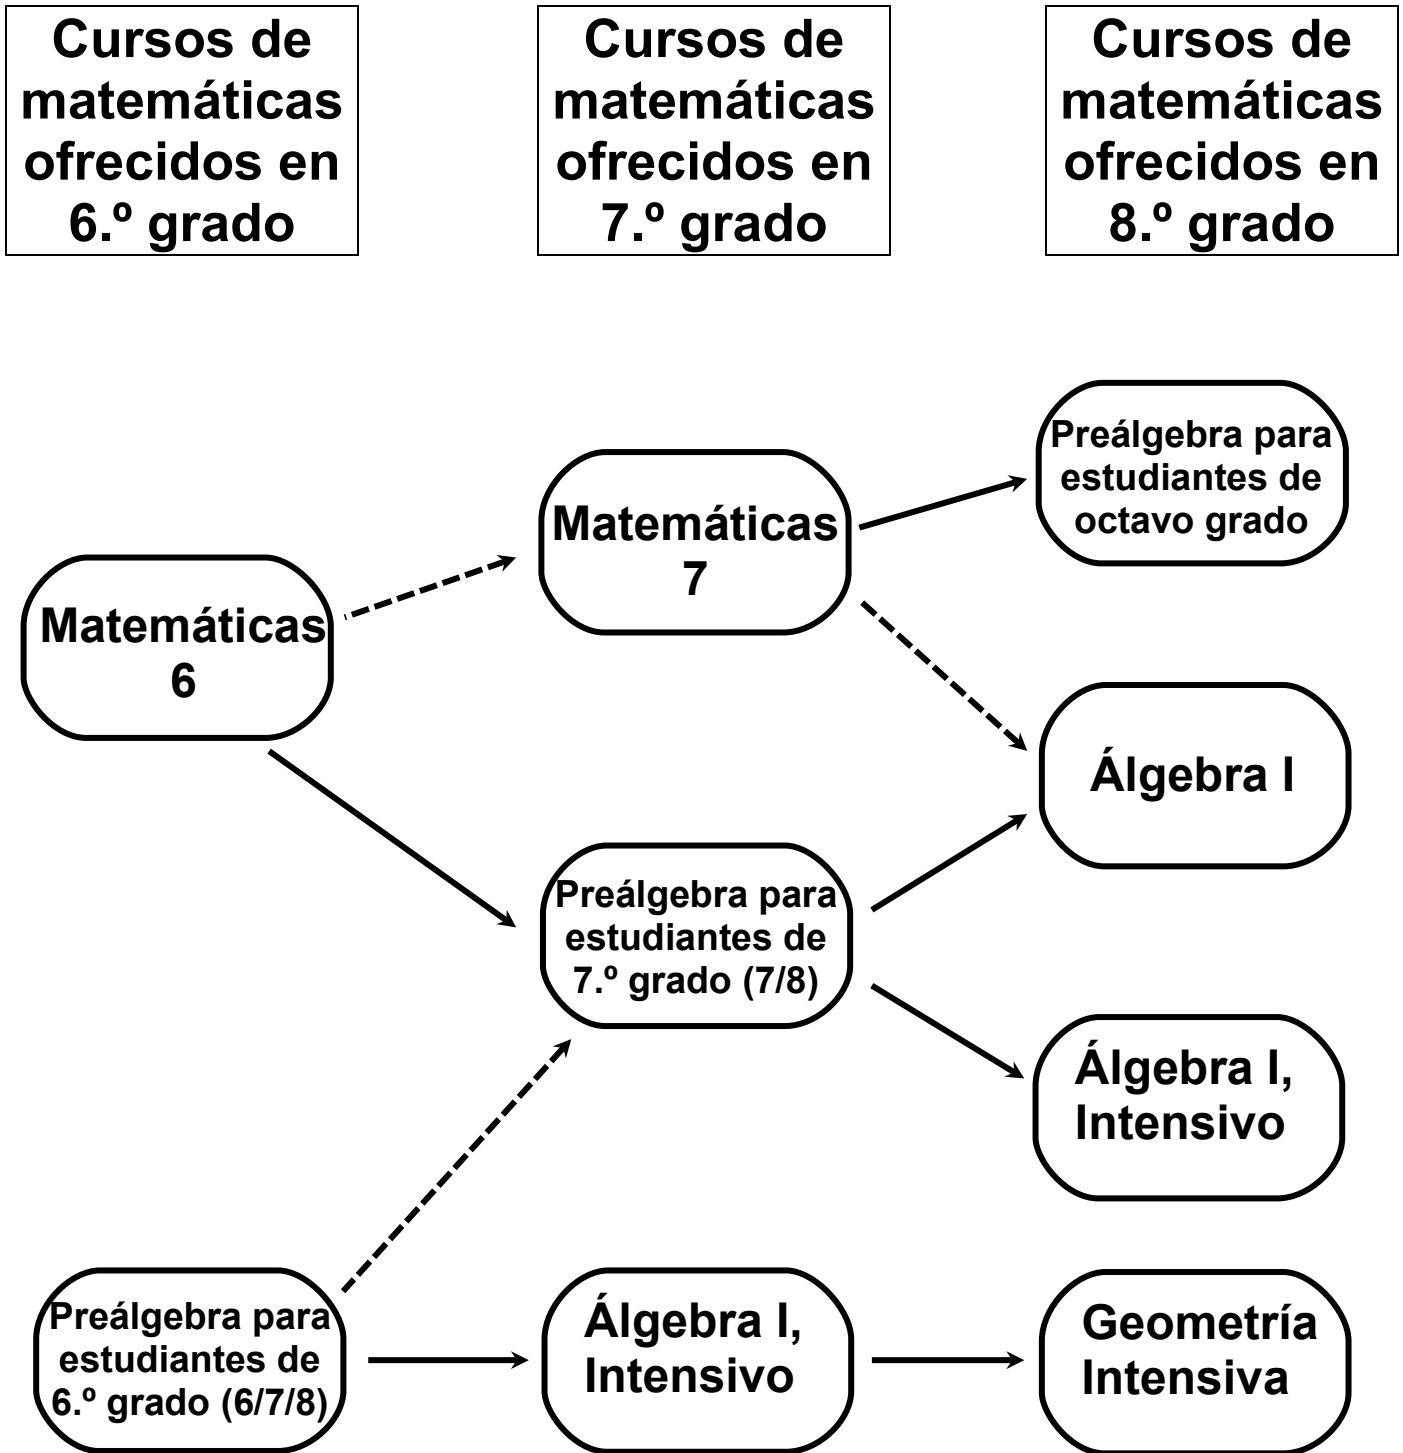 Cursos de
matemáticas
ofrecidos en
6.º grado
Cursos de
matemáticas
ofrecidos en
7.º grado
Cursos de
matemáticas
ofrecidos en
8.º grado
Matemáticas
6
Preálgebra para
estudiantes de
6.º grado (6/7/8)
Matemáticas
7
Preálgebra para
estudiantes de
7.º grado (7/8)
Álgebra I,
Intensivo
Preálgebra para
estudiantes de
octavo grado
Álgebra I
Álgebra I,
Intensivo
Geometría
Intensiva